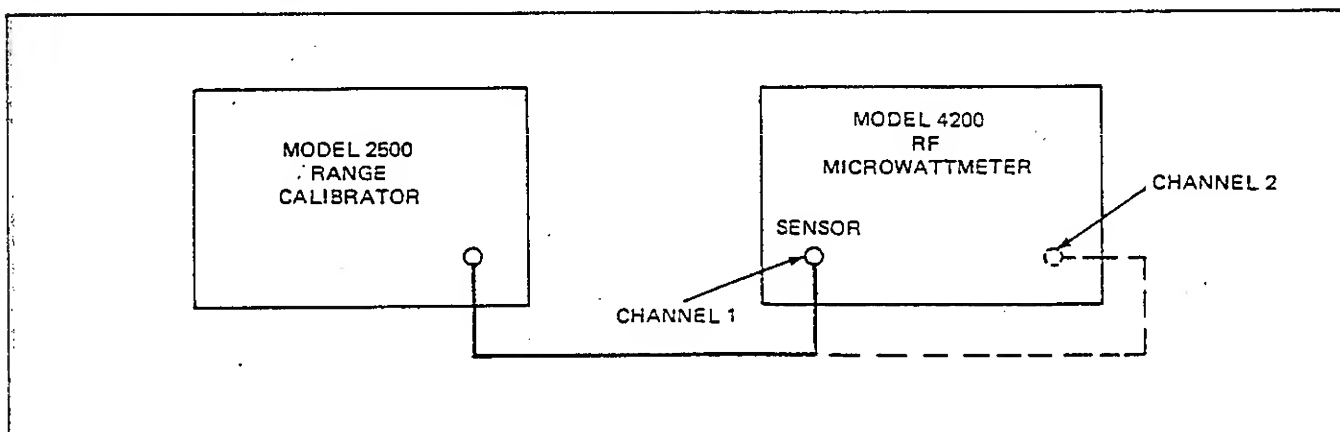 MODEL 2500
RANGE
CALIBRATOR
MODEL 4200
RF
MICROWATTMETER
SENSOR
CHANNEL 2
CHANNEL 1